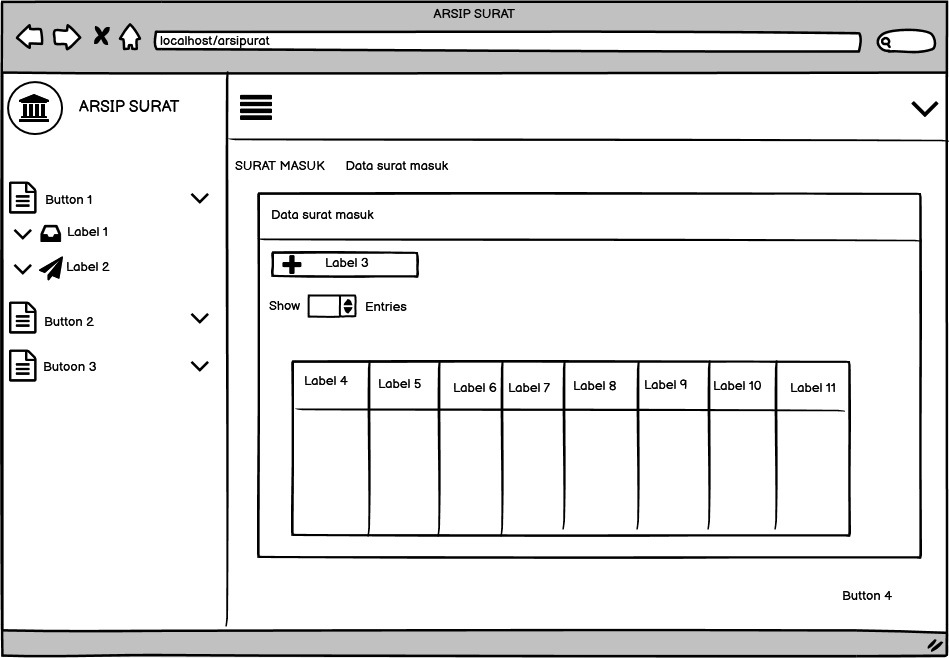 ARSIP SURAT
localhost/arsipurat
ARSIP SURAT
SURAT MASUK Data surat masuk
Button 1
Label 1
Label 2
Button 2
Butoon 3
Data surat masuk
Label 3
Show Entries
Label 4 Label 5 Label 6 Label 7 Label 8 Label 9 Label 10 Label 11
Button 4